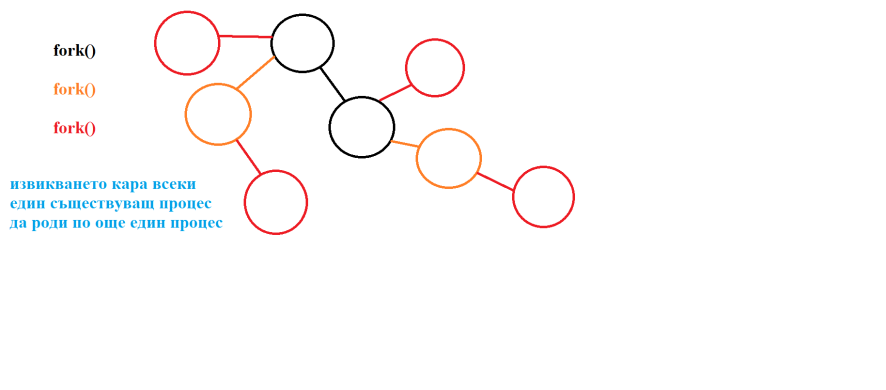 fork()
fork()
fork()
извикването кара всеки
един съществуващ процес
да роди по още един процес